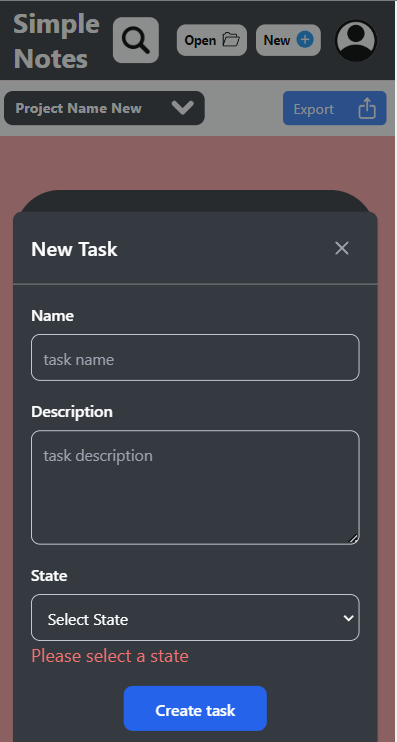 Simple
Notes
Open
New
Project Name New
Export
New Task
Name
task name
Description
task description
State
Select State
Please select a state
Create task